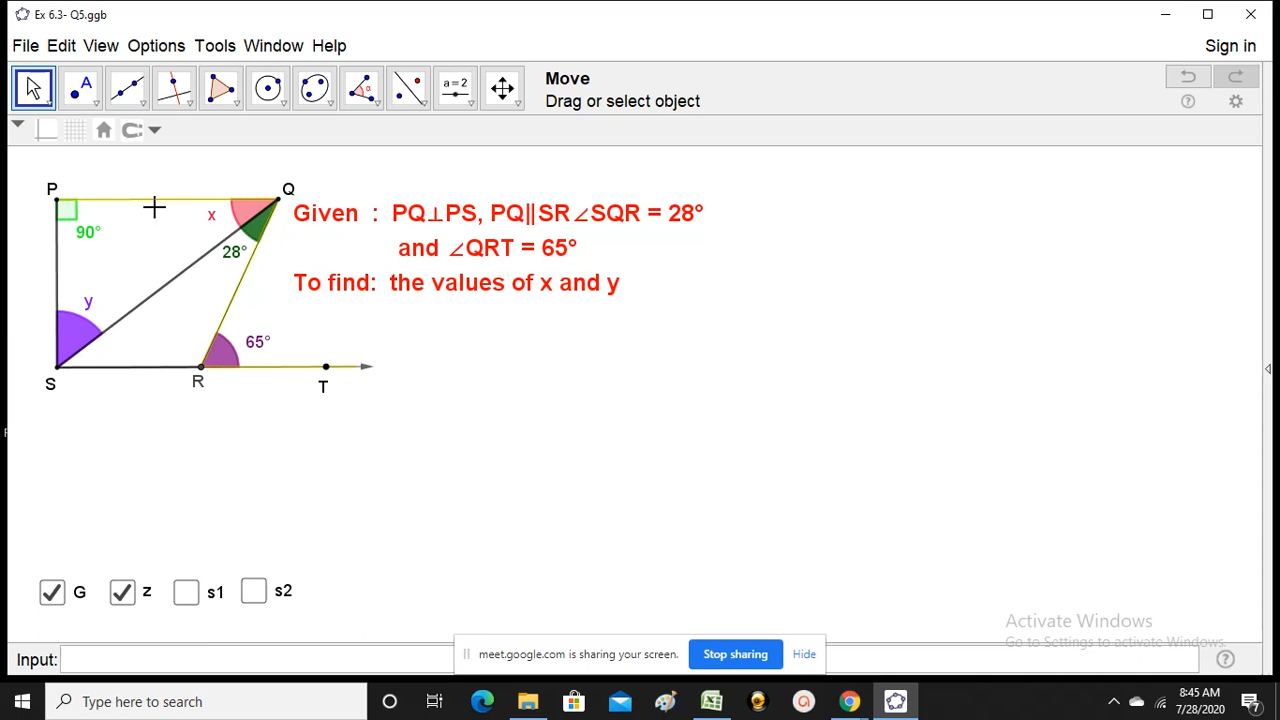 Ex 6.3- Q5.ggb
File Edit View Options Tools Window Help
Sign in
A
α
a=2
Move
Drag or select object
P
Q
x
90°
28°
y
65°
S
R
T
Given : PQ⊥PS, PQ∥SR∠SQR = 28°
and ∠QRT = 65°
To find: the values of x and y
G z s1 s2
Activate Windows
Go to Settings to activate Windows.
Input:
meet.google.com is sharing your screen. Stop sharing Hide
Type here to search
8:45 AM
7/28/2020
7